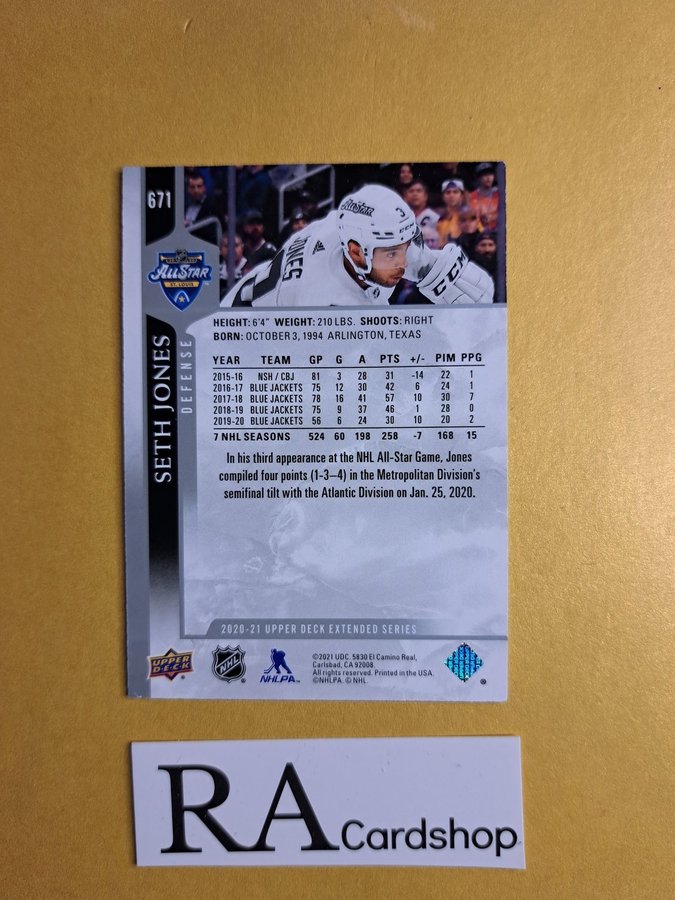 671
ALL STAR
ST. LOUIS
SETH JONES
DEFENSE
ALL STAR
3
JONES
CCM
HEIGHT: 6'4" WEIGHT: 210 LBS. SHOOTS: RIGHT
BORN: OCTOBER 3, 1994 ARLINGTON, TEXAS
YEAR TEAM GP G A PTS +/- PIM PPG
2015-16 NSH / CBJ 81 3 28 31 -14 22 1
2016-17 BLUE JACKETS 75 12 30 42 6 24 1
2017-18 BLUE JACKETS 78 16 41 57 10 30 7
2018-19 BLUE JACKETS 75 9 37 46 1 28 0
2019-20 BLUE JACKETS 56 6 24 30 10 20 2
7 NHL SEASONS 524 60 198 258 -7 168 15
In his third appearance at the NHL All-Star Game, Jones
compiled four points (1-3—4) in the Metropolitan Division's
semifinal tilt with the Atlantic Division on Jan. 25, 2020.
2020-21 UPPER DECK EXTENDED SERIES
UPPER
DECK
NHL
NHLPA
©2021 UDC. 5830 El Camino Real,
Carlsbad, CA 92008.
All rights reserved. Printed in the USA.
©NHLPA. © NHL.
RA Cardshop